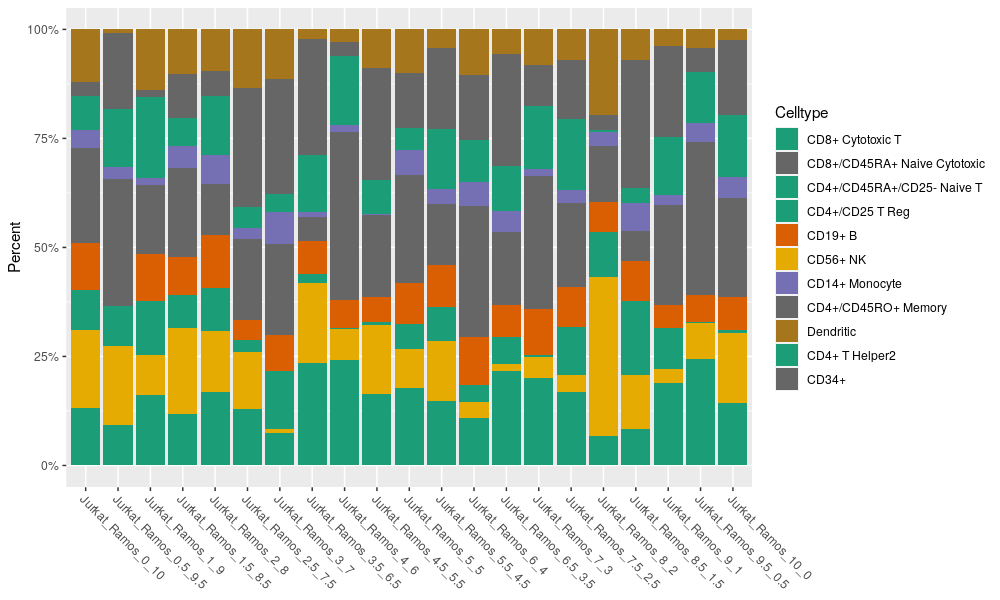 100%
75%
50%
25%
0%
Percent
Jurkat_Ramos_0_10
Jurkat_Ramos_0.5_9.5
Jurkat_Ramos_1_9
Jurkat_Ramos_1.5_8.5
Jurkat_Ramos_2_8
Jurkat_Ramos_2.5_7.5
Jurkat_Ramos_3_7
Jurkat_Ramos_3.5_6.5
Jurkat_Ramos_4_6
Jurkat_Ramos_4.5_5.5
Jurkat_Ramos_5_5
Jurkat_Ramos_5.5_4.5
Jurkat_Ramos_6_4
Jurkat_Ramos_6.5_3.5
Jurkat_Ramos_7_3
Jurkat_Ramos_7.5_2.5
Jurkat_Ramos_8_2
Jurkat_Ramos_8.5_1.5
Jurkat_Ramos_9_1
Jurkat_Ramos_9.5_0.5
Jurkat_Ramos_10_0
Celltype
CD8+ Cytotoxic T
CD8+/CD45RA+ Naive Cytotoxic
CD4+/CD45RA+/CD25- Naive T
CD4+/CD25 T Reg
CD19+ B
CD56+ NK
CD14+ Monocyte
CD4+/CD45RO+ Memory
Dendritic
CD4+ T Helper2
CD34+